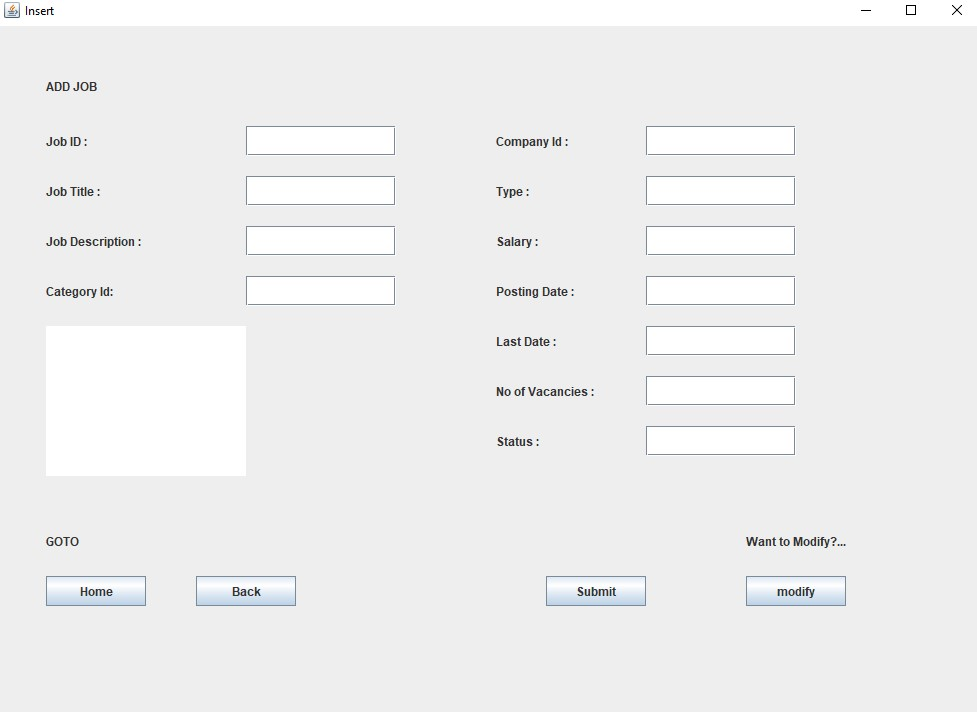 Insert
ADD JOB
Job ID :
Company Id :
Job Title :
Type :
Job Description :
Salary :
Category Id:
Posting Date :
Last Date :
No of Vacancies :
Status :
GOTO
Want to Modify?...
Home
Back
Submit
modify